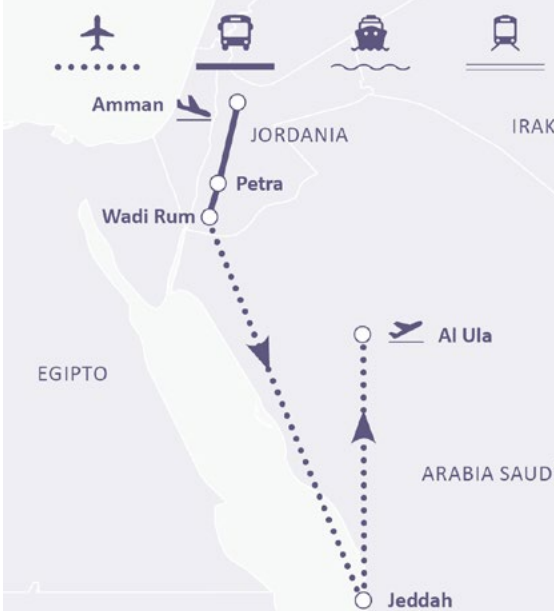 Amman
JORDANIA
IRAK
Petra
Wadi Rum
Al Ula
EGIPTO
ARABIA SAUD
Jeddah